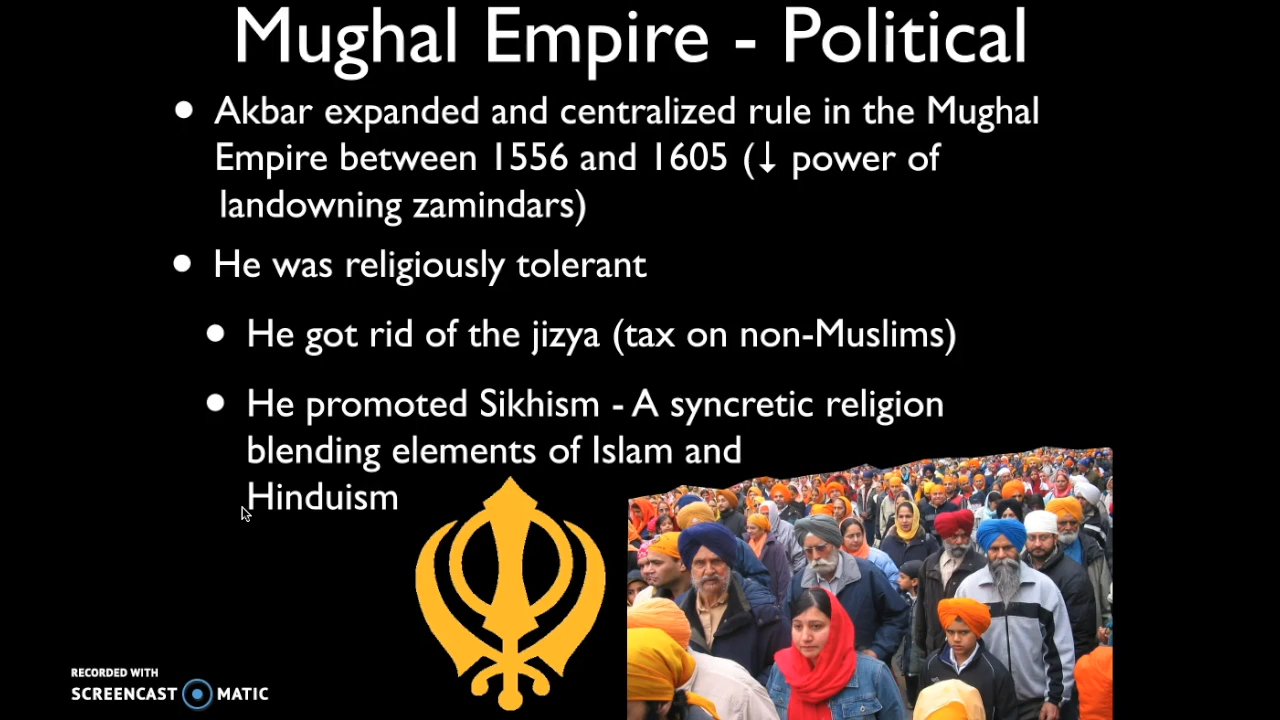 Mughal Empire - Political
• Akbar expanded and centralized rule in the Mughal
Empire between 1556 and 1605 (↓ power of
landowning zamindars)
• He was religiously tolerant
• He got rid of the jizya (tax on non-Muslims)
• He promoted Sikhism - A syncretic religion
blending elements of Islam and
Hinduism
RECORDED WITH
SCREENCAST MATIC